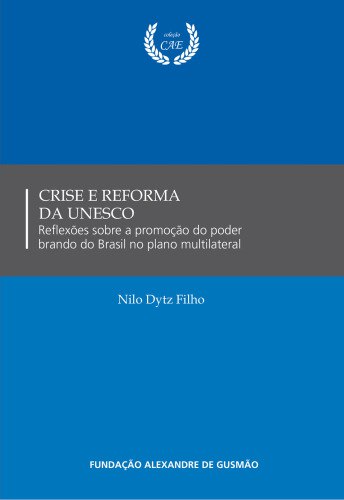 coleção
CAE
CRISE E REFORMA
DA UNESCO
Reflexões sobre a promoção do poder
brando do Brasil no plano multilateral
Nilo Dytz Filho
FUNDAÇÃO ALEXANDRE DE GUSMÃO